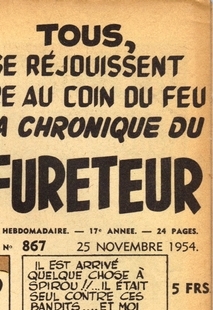 TOUS,
SE RÉJOUISSENT
AU COIN DU FEU
CHRONIQUE DU
FURETEUR
HEBDOMADAIRE. — 17e ANNEE. — 24 PAGES.
N° 867 25 NOVEMBRE 1954.
5 FRS
IL EST ARRIVÉ
QUELQUE CHOSE À
SPIROU !!.. IL ÉTAIT
SEUL CONTRE CES
BANDITS.... ET MOI